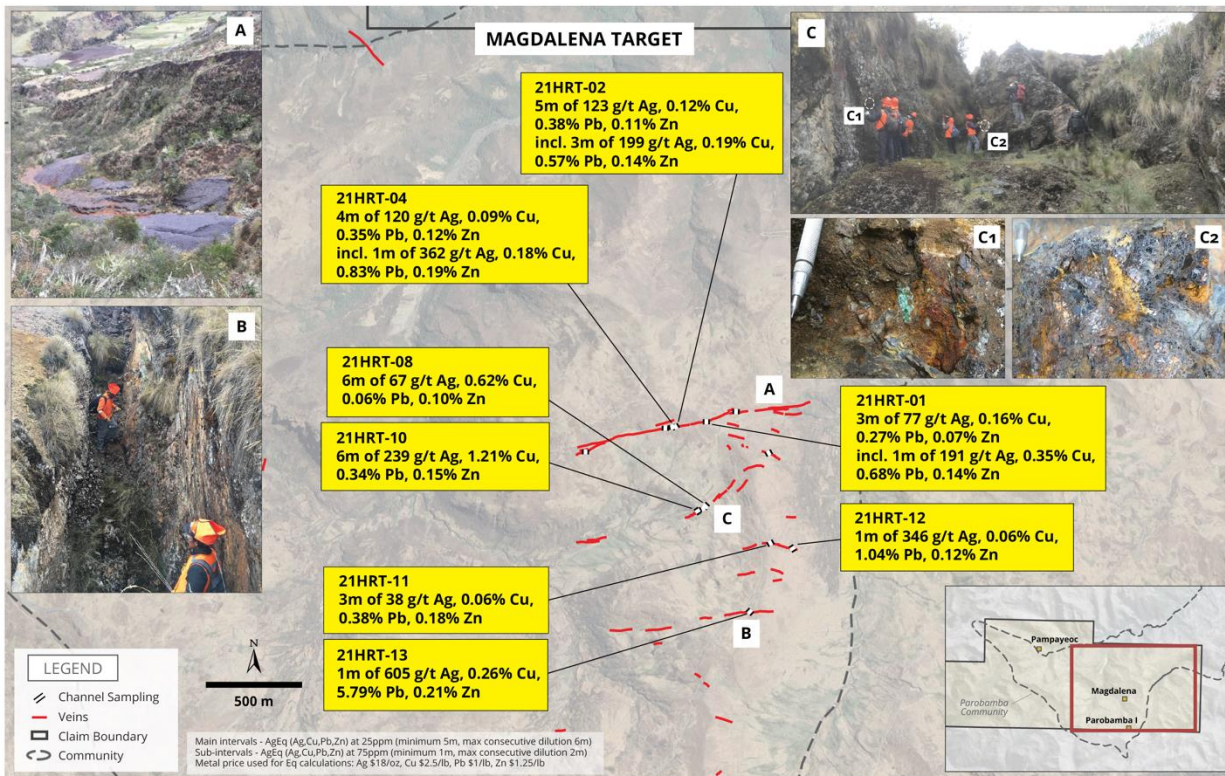 MAGDALENA TARGET
A
21HRT-02
5m of 123 g/t Ag, 0.12% Cu,
0.38% Pb, 0.11% Zn
incl. 3m of 199 g/t Ag, 0.19% Cu,
0.57% Pb, 0.14% Zn
C
C1
C2
21HRT-04
4m of 120 g/t Ag, 0.09% Cu,
0.35% Pb, 0.12% Zn
incl. 1m of 362 g/t Ag, 0.18% Cu,
0.83% Pb, 0.19% Zn
C1
C2
B
21HRT-08
6m of 67 g/t Ag, 0.62% Cu,
0.06% Pb, 0.10% Zn
A
21HRT-01
3m of 77 g/t Ag, 0.16% Cu,
0.27% Pb, 0.07% Zn
incl. 1m of 191 g/t Ag, 0.35% Cu,
0.68% Pb, 0.14% Zn
21HRT-10
6m of 239 g/t Ag, 1.21% Cu,
0.34% Pb, 0.15% Zn
C
21HRT-12
1m of 346 g/t Ag, 0.06% Cu,
1.04% Pb, 0.12% Zn
21HRT-11
3m of 38 g/t Ag, 0.06% Cu,
0.38% Pb, 0.18% Zn
B
21HRT-13
1m of 605 g/t Ag, 0.26% Cu,
5.79% Pb, 0.21% Zn
LEGEND
Channel Sampling
Veins
Claim Boundary
Community
N
500 m
Main intervals - AgEq (Ag,Cu,Pb,Zn) at 25ppm (minimum 5m, max consecutive dilution 6m)
Sub-intervals - AgEq (Ag,Cu,Pb,Zn) at 75ppm (minimum 1m, max consecutive dilution 2m)
Metal price used for Eq calculations: Ag $18/oz, Cu $2.5/lb, Pb $1/lb, Zn $1.25/lb
Pampayeoc
Magdalena
Parobamba
Community
Parobamba I